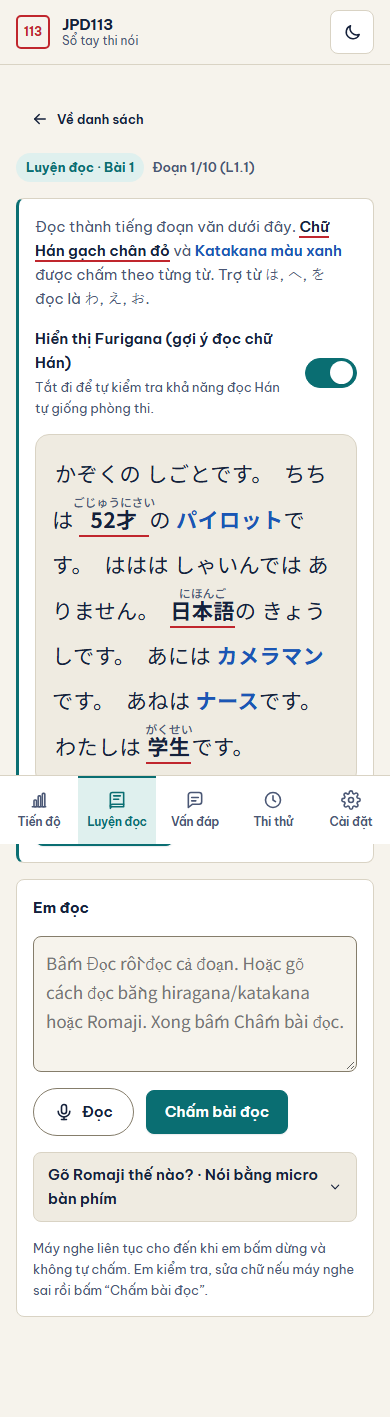 113
JPD113
Sổ tay thi nói
Về danh sách
Luyện đọc · Bài 1
Đoạn 1/10 (L1.1)
Đọc thành tiếng đoạn văn dưới đây. Chữ
Hán gạch chân đỏ và Katakana màu xanh
được chấm theo từng từ. Trợ từ は, へ, を
đọc là わ, え, お.
Hiển thị Furigana (gợi ý đọc chữ
Hán)
Tắt đi để tự kiểm tra khả năng đọc Hán
tự giống phòng thi.
かぞくの しごとです。 ちち
ごじゅうにさい
は 52才の パイロットで
す。 ははは しゃいんでは あ
にほんご
りません。 日本語の きょう
しです。 あには カメラマン
です。 あねは ナースです。
がくせい
わたしは 学生です。
Tiến độ
Luyện đọc
Vấn đáp
Thi thử
Cài đặt
Em đọc
Bấm Đọc rồi đọc cả đoạn. Hoặc gõ
cách đọc bằng hiragana/katakana
hoặc Romaji. Xong bấm Chấm bài đọc.
Đọc
Chấm bài đọc
Gõ Romaji thế nào? · Nói bằng micro
bàn phím
Máy nghe liên tục cho đến khi em bấm dừng và
không tự chấm. Em kiểm tra, sửa chữ nếu máy nghe
sai rồi bấm “Chấm bài đọc”.